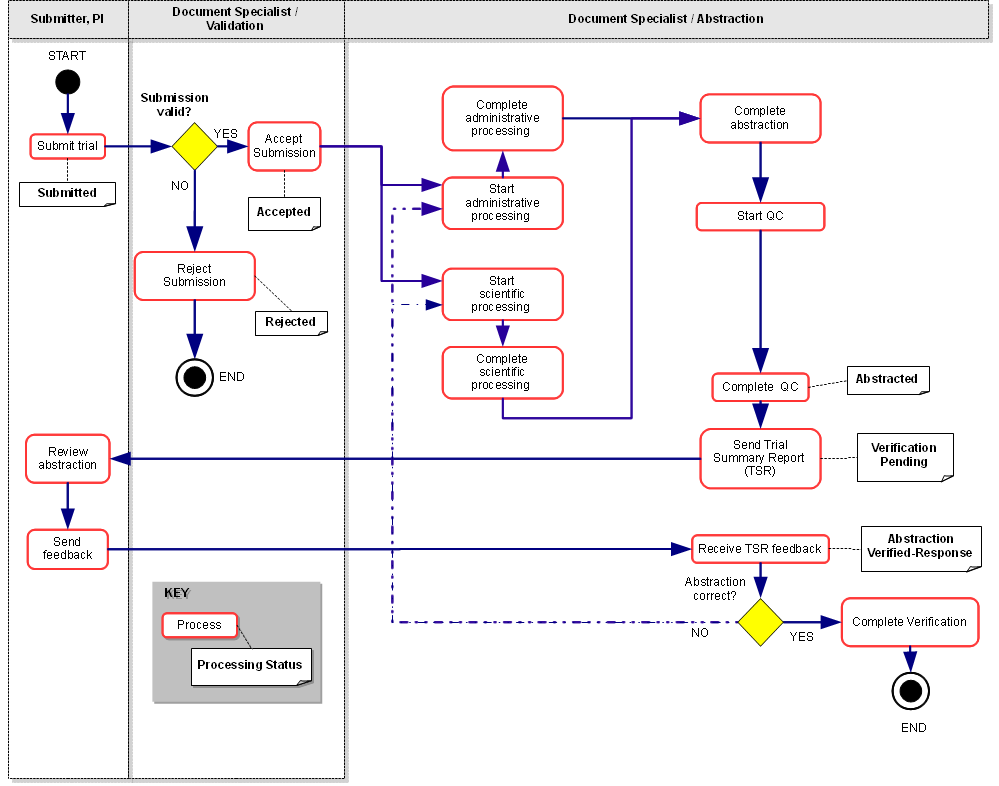 Submitter, PI
Document Specialist /
Validation
Document Specialist / Abstraction
START
Submit trial
Submitted
Submission
valid?
YES
NO
Accept
Submission
Accepted
Reject
Submission
Rejected
END
Complete
administrative
processing
Start
administrative
processing
Start
scientific
processing
Complete
scientific
processing
Complete
abstraction
Start QC
Complete QC
Abstracted
Send Trial
Summary Report
(TSR)
Verification
Pending
Review
abstraction
Send
feedback
Receive TSR feedback
Abstraction
Verified-Response
Abstraction
correct?
NO
YES
Complete Verification
END
KEY
Process
Processing Status